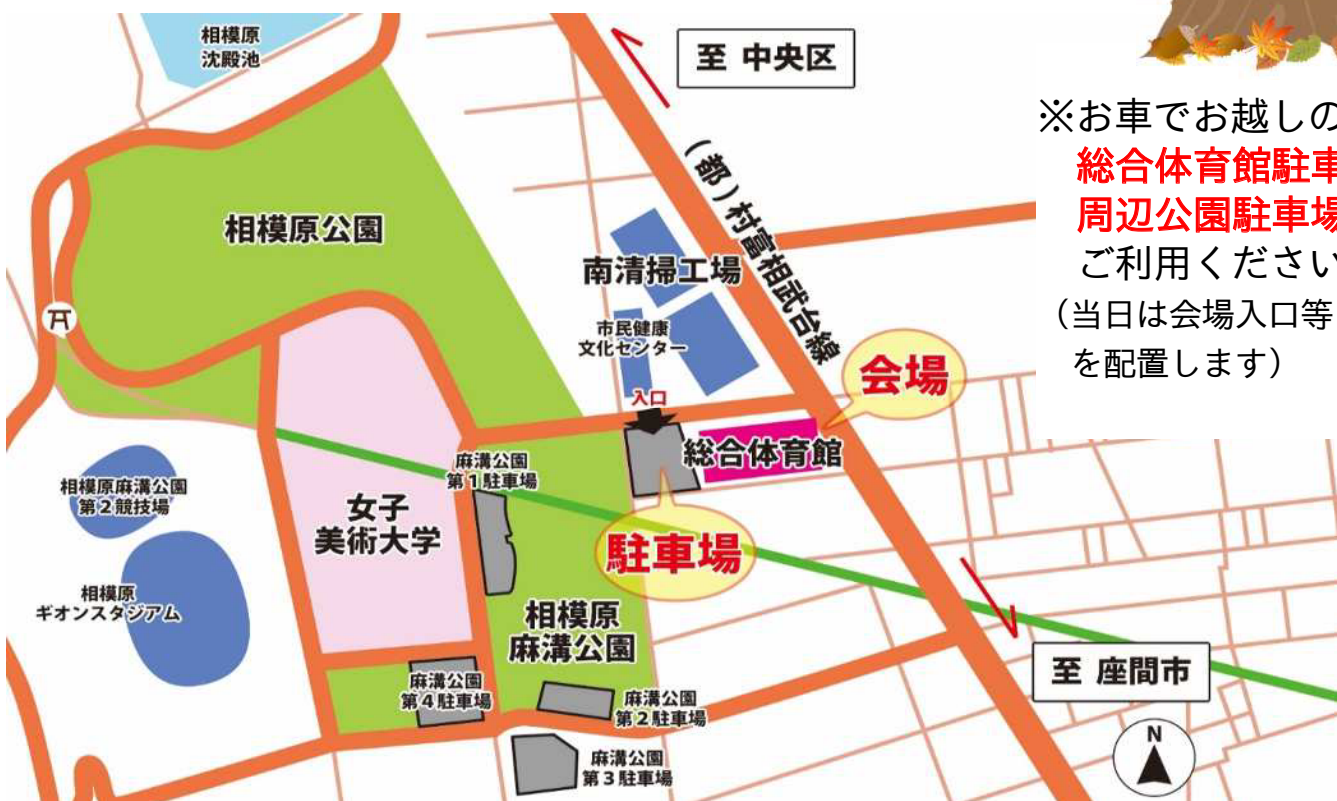 相模原
沈殿池
至 中央区
※お車でお越しの
総合体育館駐車
周辺公園駐車場
ご利用ください
（当日は会場入口等
を配置します）
(都)村富相武台線
相模原公園
南清掃工場
市民健康
文化センター
会場
入口
総合体育館
麻溝公園
第1駐車場
相模原麻溝公園
第2競技場
女子
美術大学
駐車場
相模原
ギオンスタジアム
相模原
麻溝公園
至 座間市
麻溝公園
第4駐車場
麻溝公園
第2駐車場
麻溝公園
第3駐車場
N